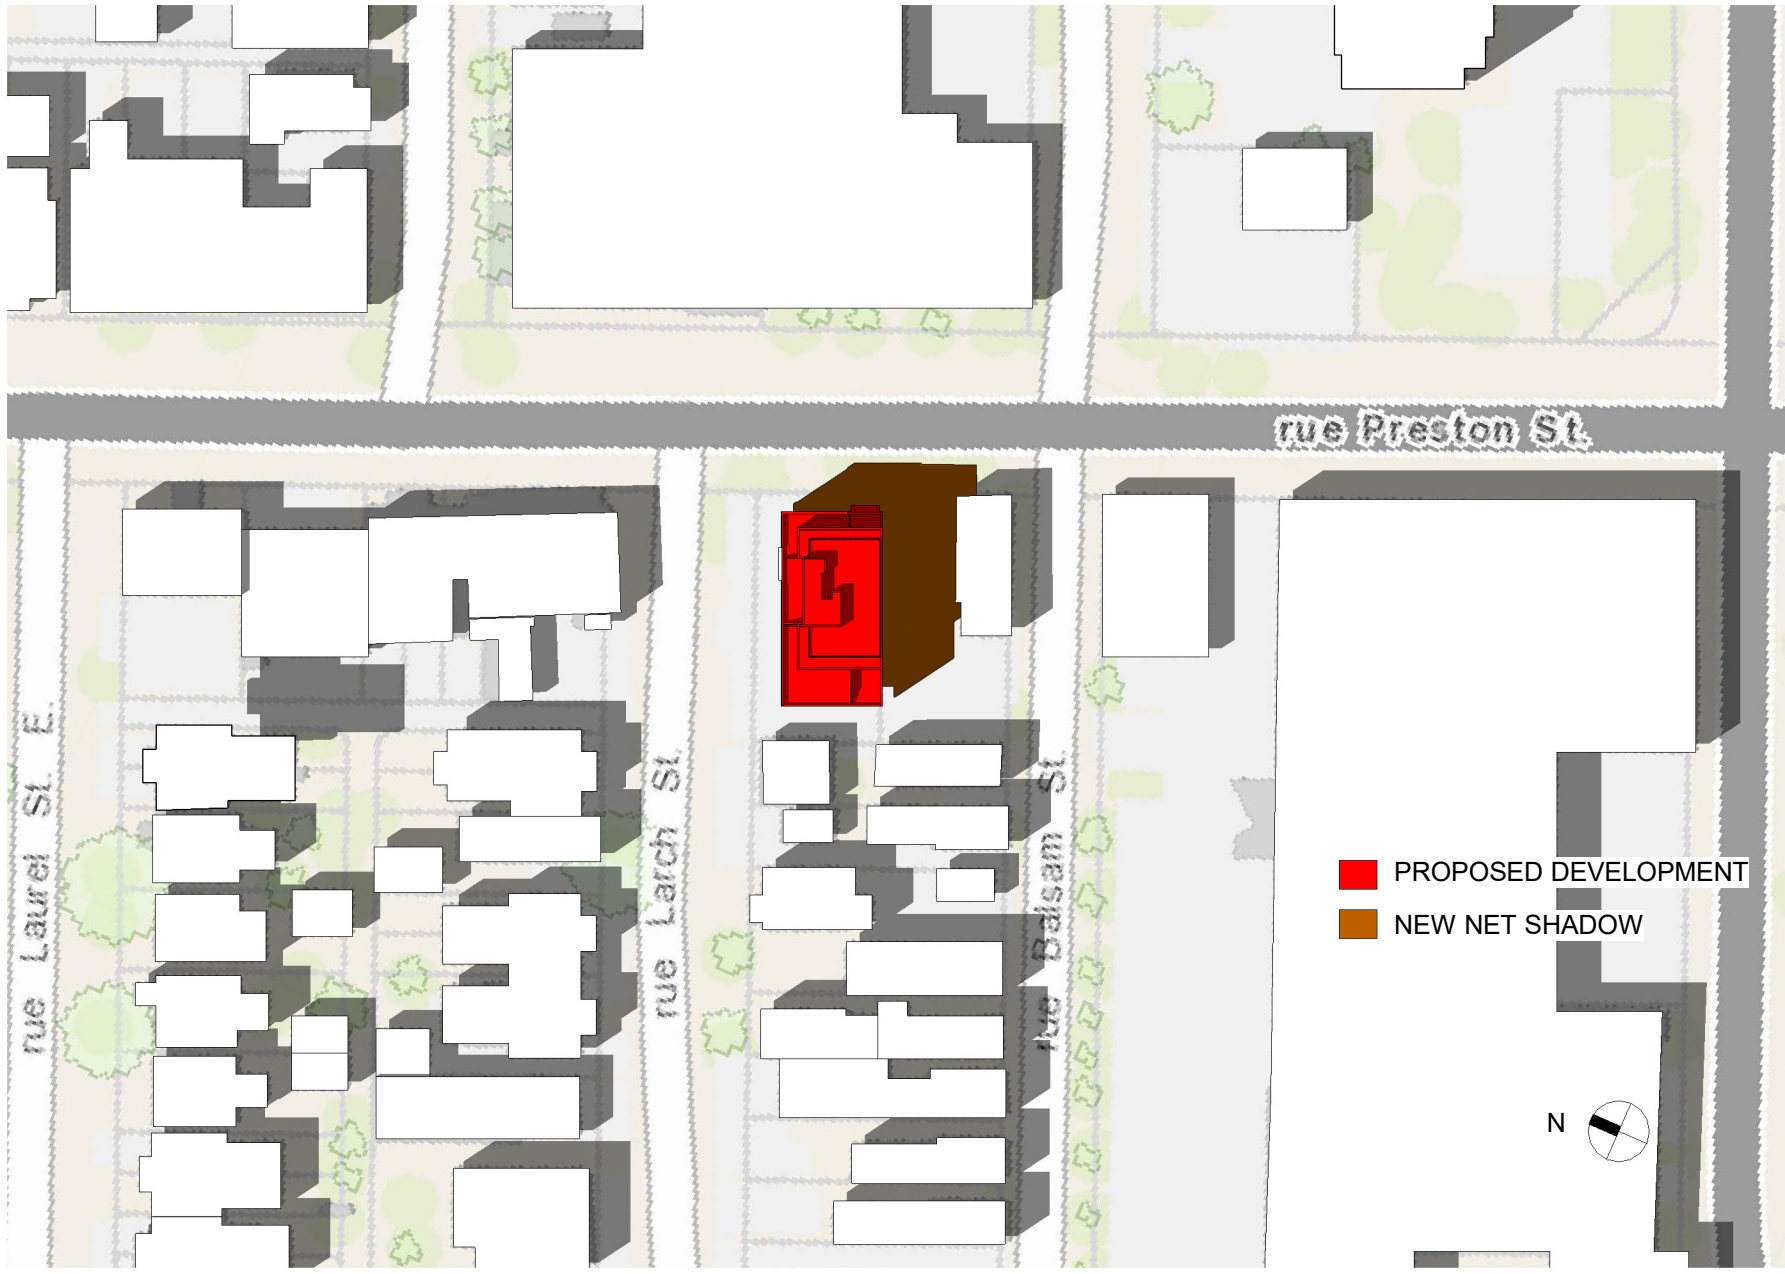 rue Preston St.
rue Laurel St. E.
rue Larch St.
rue Balsam St.
PROPOSED DEVELOPMENT
NEW NET SHADOW
N